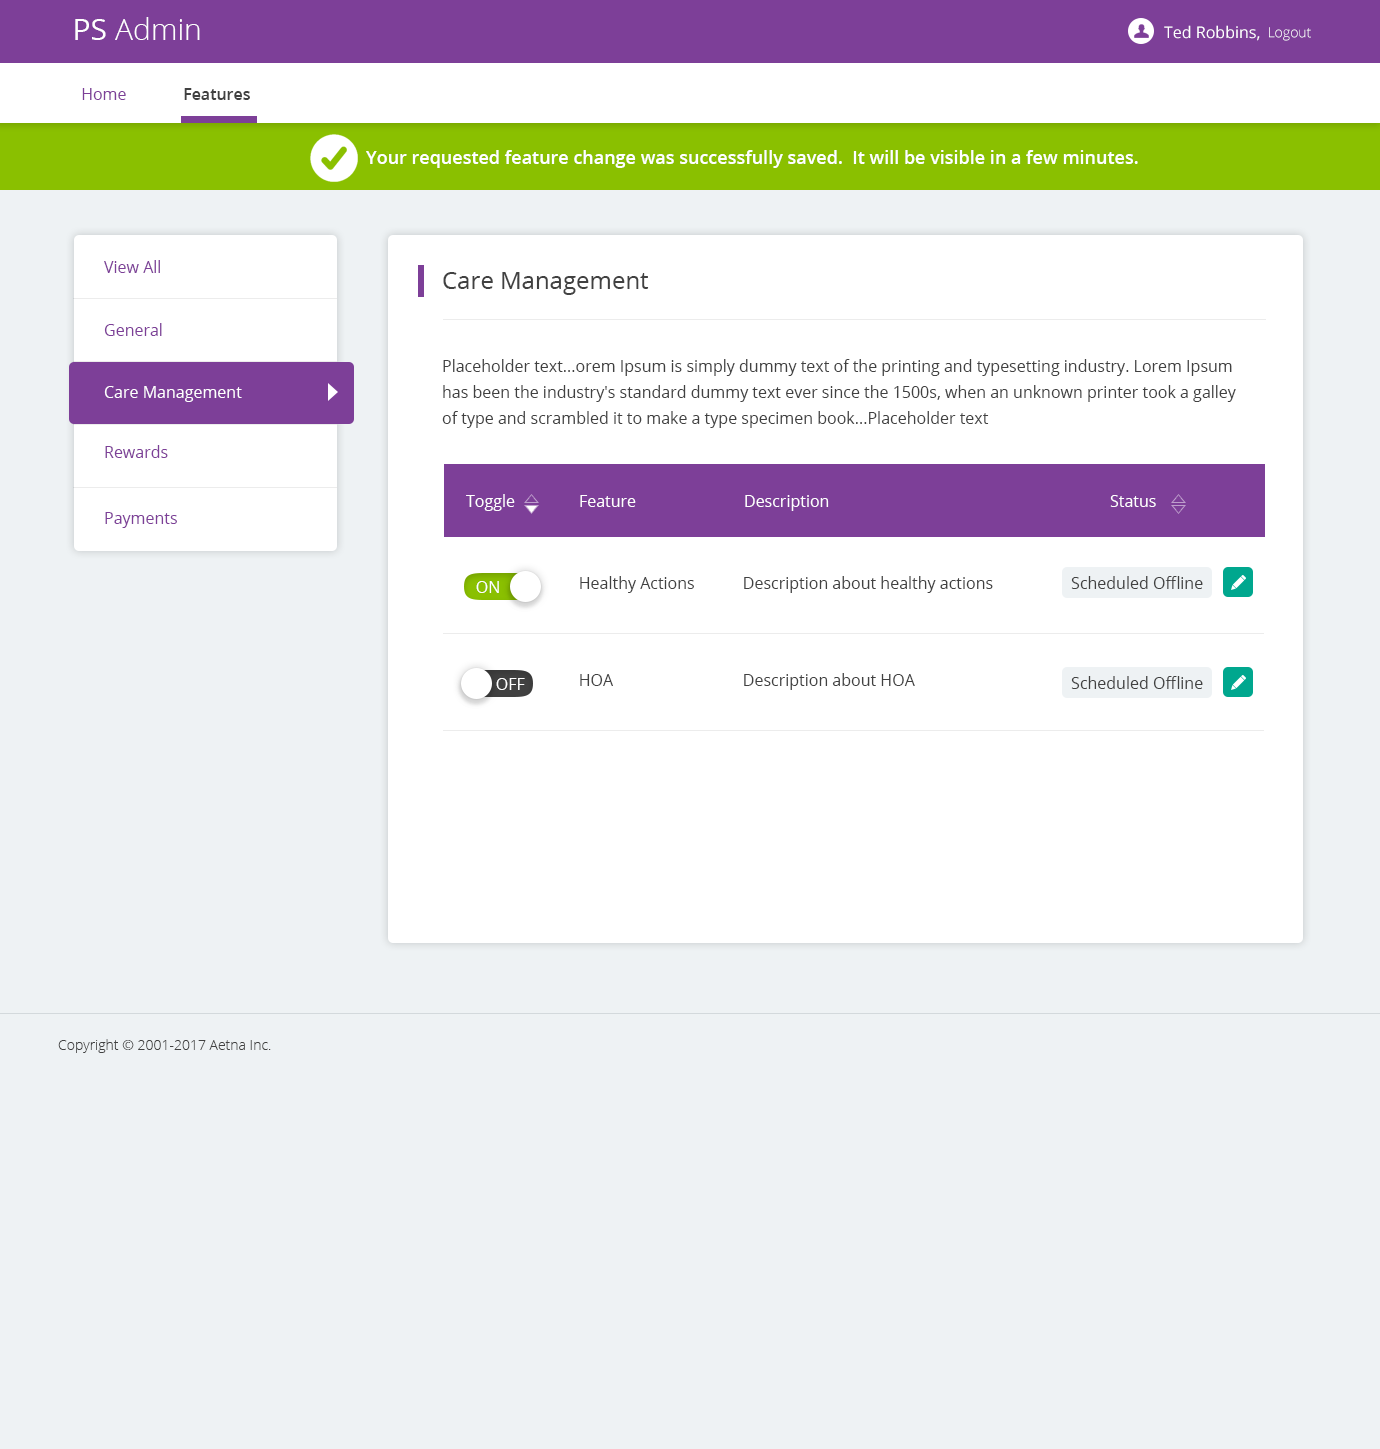 PS Admin
Ted Robbins, Logout
Home
Features
Your requested feature change was successfully saved.  It will be visible in a few minutes.
View All
General
Care Management
Rewards
Payments
Care Management
Placeholder text...orem Ipsum is simply dummy text of the printing and typesetting industry. Lorem Ipsum
has been the industry's standard dummy text ever since the 1500s, when an unknown printer took a galley
of type and scrambled it to make a type specimen book...Placeholder text
Toggle Feature Description Status
ON Healthy Actions Description about healthy actions Scheduled Offline
OFF HOA Description about HOA Scheduled Offline
Copyright © 2001-2017 Aetna Inc.